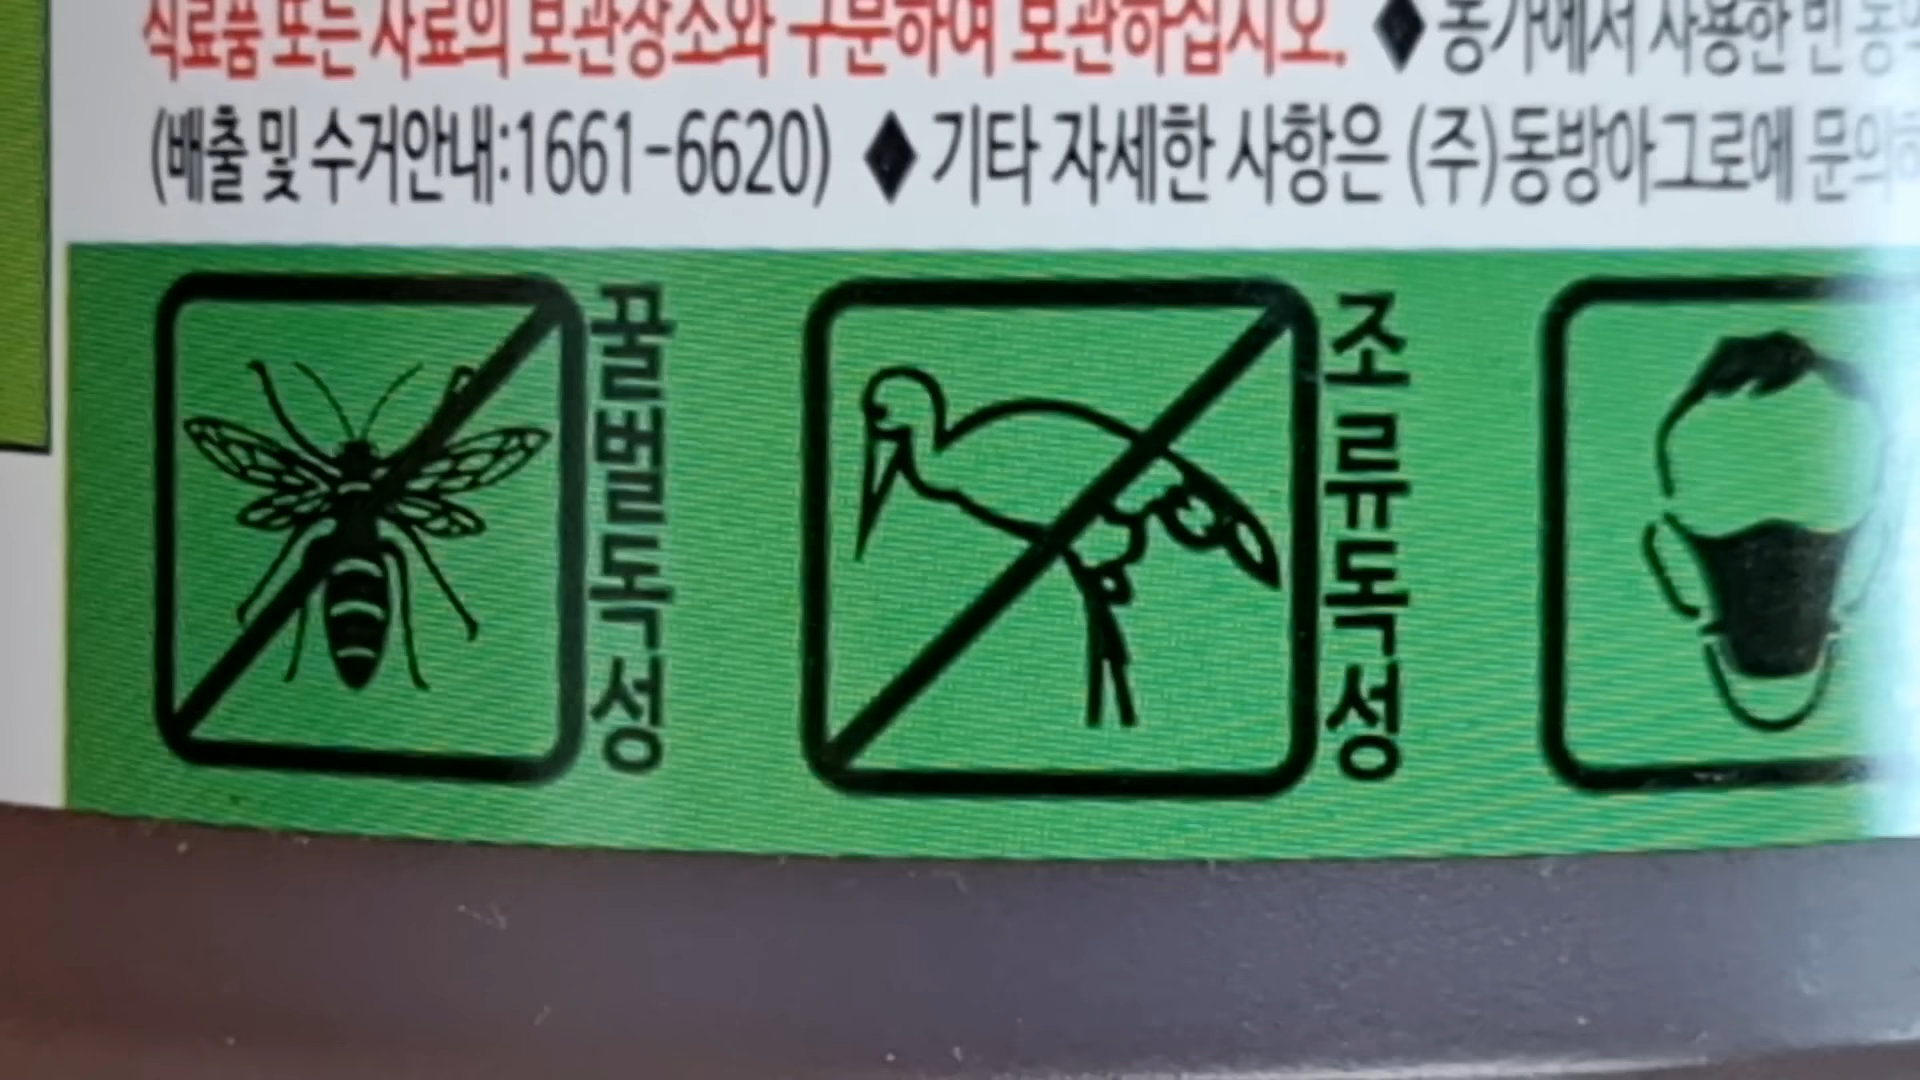 식료품 또는 사료의 보관장소와 구분하여 보관하십시오. ◆ 농가에서 사용한 빈
(배출 및 수거안내:1661-6620) ◆ 기타 자세한 사항은 (주)동방아그로에
꿀벌독성
조류독성